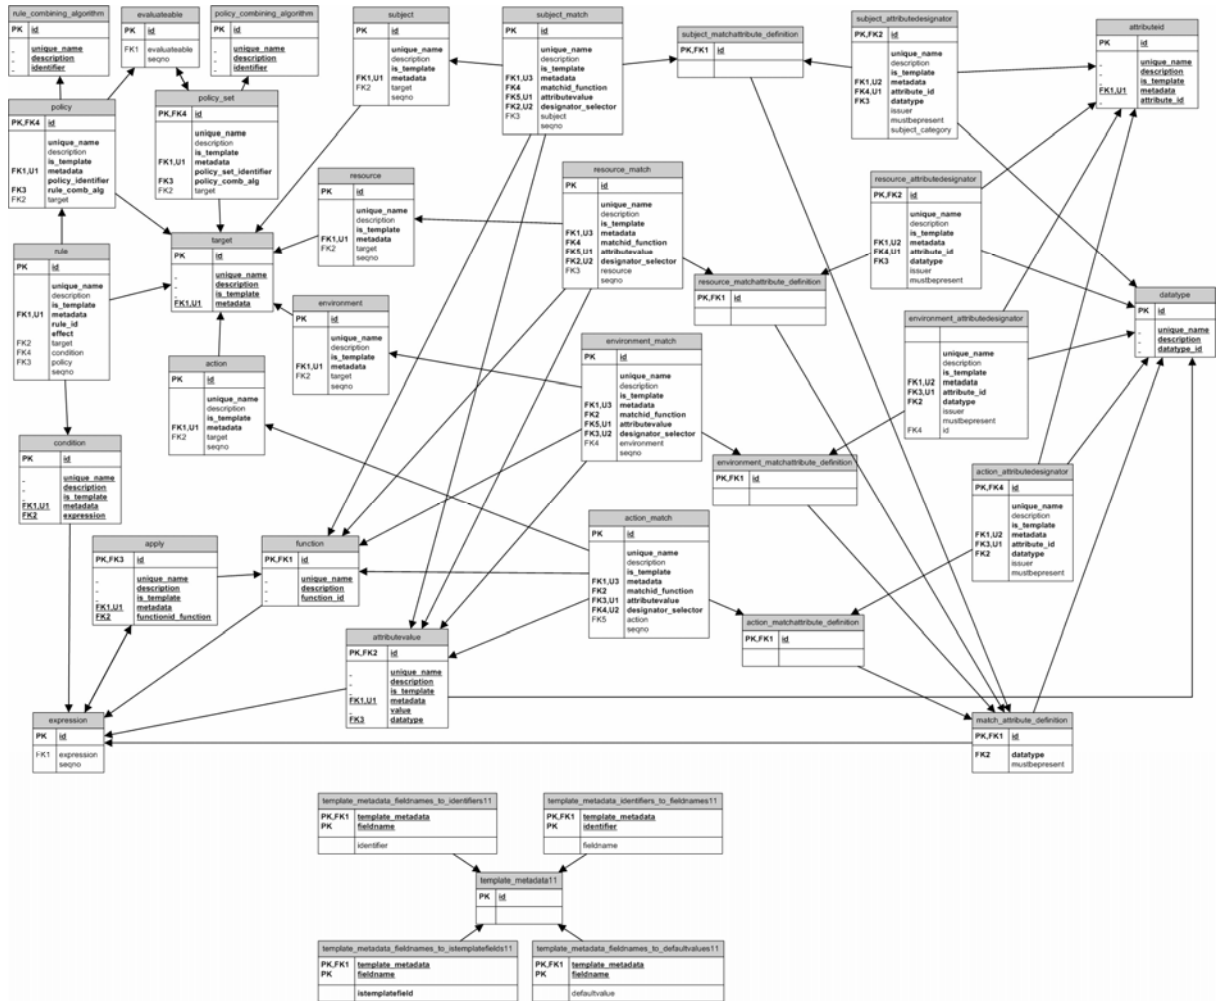 rule_combining_algorithm
PK id
unique_name
description
identifier
evaluateable
PK id
FK1 evaluateable
seqno
policy_combining_algorithm
PK id
unique_name
description
identifier
subject
PK id
unique_name
description
is_template
FK1,U1 metadata
FK2 target
seqno
subject_match
PK id
unique_name
description
is_template
FK1,U3 metadata
FK4 matchid_function
FK5,U1 attributevalue
FK2,U2 designator_selector
FK3 subject
seqno
subject_matchattribute_definition
PK,FK1 id
subject_attributedesignator
PK,FK2 id
unique_name
description
is_template
FK1,U2 metadata
FK4,U1 attribute_id
FK3 datatype
issuer
mustbepresent
subject_category
attributeid
PK id
unique_name
description
is_template
FK1,U1 metadata
attribute_id
policy
PK,FK4 id
unique_name
description
is_template
FK1,U1 metadata
policy_identifier
FK3 rule_comb_alg
FK2 target
policy_set
PK,FK4 id
unique_name
description
is_template
FK1,U1 metadata
policy_set_identifier
FK3 policy_comb_alg
FK2 target
resource
PK id
unique_name
description
is_template
FK1,U1 metadata
FK2 target
seqno
resource_match
PK id
unique_name
description
is_template
FK1,U3 metadata
FK4 matchid_function
FK5,U1 attributevalue
FK2,U2 designator_selector
FK3 resource
seqno
resource_attributedesignator
PK,FK2 id
unique_name
description
is_template
FK1,U2 metadata
FK4,U1 attribute_id
FK3 datatype
issuer
mustbepresent
rule
PK id
unique_name
description
is_template
FK1,U1 metadata
rule_id
effect
FK2 target
FK4 condition
FK3 policy
seqno
target
PK id
unique_name
description
is_template
FK1,U1 metadata
resource_matchattribute_definition
PK,FK1 id
datatype
PK id
unique_name
description
datatype_id
environment
PK id
unique_name
description
is_template
FK1,U1 metadata
FK2 target
seqno
environment_match
PK id
unique_name
description
is_template
FK1,U3 metadata
FK2 matchid_function
FK5,U1 attributevalue
FK3,U2 designator_selector
FK4 environment
seqno
environment_attributedesignator
unique_name
description
is_template
FK1,U2 metadata
FK3,U1 attribute_id
FK2 datatype
issuer
mustbepresent
FK4 id
action
PK id
unique_name
description
is_template
FK1,U1 metadata
FK2 target
seqno
condition
PK id
unique_name
description
is_template
FK1,U1 metadata
FK2 expression
environment_matchattribute_definition
PK,FK1 id
action_attributedesignator
PK,FK4 id
unique_name
description
is_template
FK1,U2 metadata
FK3,U1 attribute_id
FK2 datatype
issuer
mustbepresent
apply
PK,FK3 id
unique_name
description
is_template
FK1,U1 metadata
FK2 functionid_function
function
PK,FK1 id
unique_name
description
function_id
action_match
PK id
unique_name
description
is_template
FK1,U3 metadata
FK2 matchid_function
FK3,U1 attributevalue
FK4,U2 designator_selector
FK5 action
seqno
action_matchattribute_definition
PK,FK1 id
attributevalue
PK,FK2 id
unique_name
description
is_template
FK1,U1 metadata
value
FK3 datatype
expression
PK id
FK1 expression
seqno
match_attribute_definition
PK,FK1 id
FK2 datatype
mustbepresent
template_metadata_fieldnames_to_identifiers11
PK,FK1 template_metadata
PK fieldname
identifier
template_metadata_identifiers_to_fieldnames11
PK,FK1 template_metadata
PK identifier
fieldname
template_metadata11
PK id
template_metadata_fieldnames_to_istemplatefields11
PK,FK1 template_metadata
PK fieldname
istemplatefield
template_metadata_fieldnames_to_defaultvalues11
PK,FK1 template_metadata
PK fieldname
defaultvalue